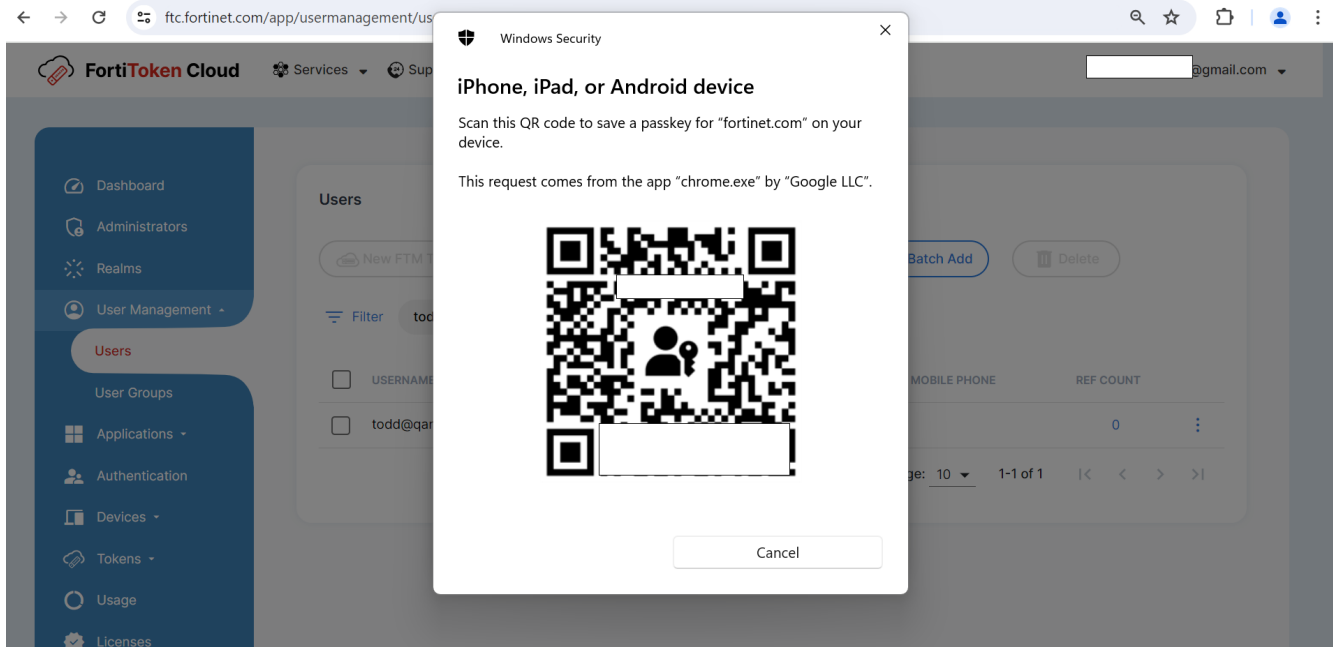 ftc.fortinet.com/app/usermanagement/us
Windows Security
FortiToken Cloud
Services
Sup
@gmail.com
iPhone, iPad, or Android device
Scan this QR code to save a passkey for “fortinet.com” on your
device.
This request comes from the app “chrome.exe” by “Google LLC”.
Dashboard
Administrators
Realms
User Management
Users
User Groups
Applications
Authentication
Devices
Tokens
Usage
Licenses
Users
New FTM T
Batch Add
Delete
Filter
tod
USERNAME
MOBILE PHONE
REF COUNT
todd@qar
0
ge: 10
1-1 of 1
|< < > >|
Cancel